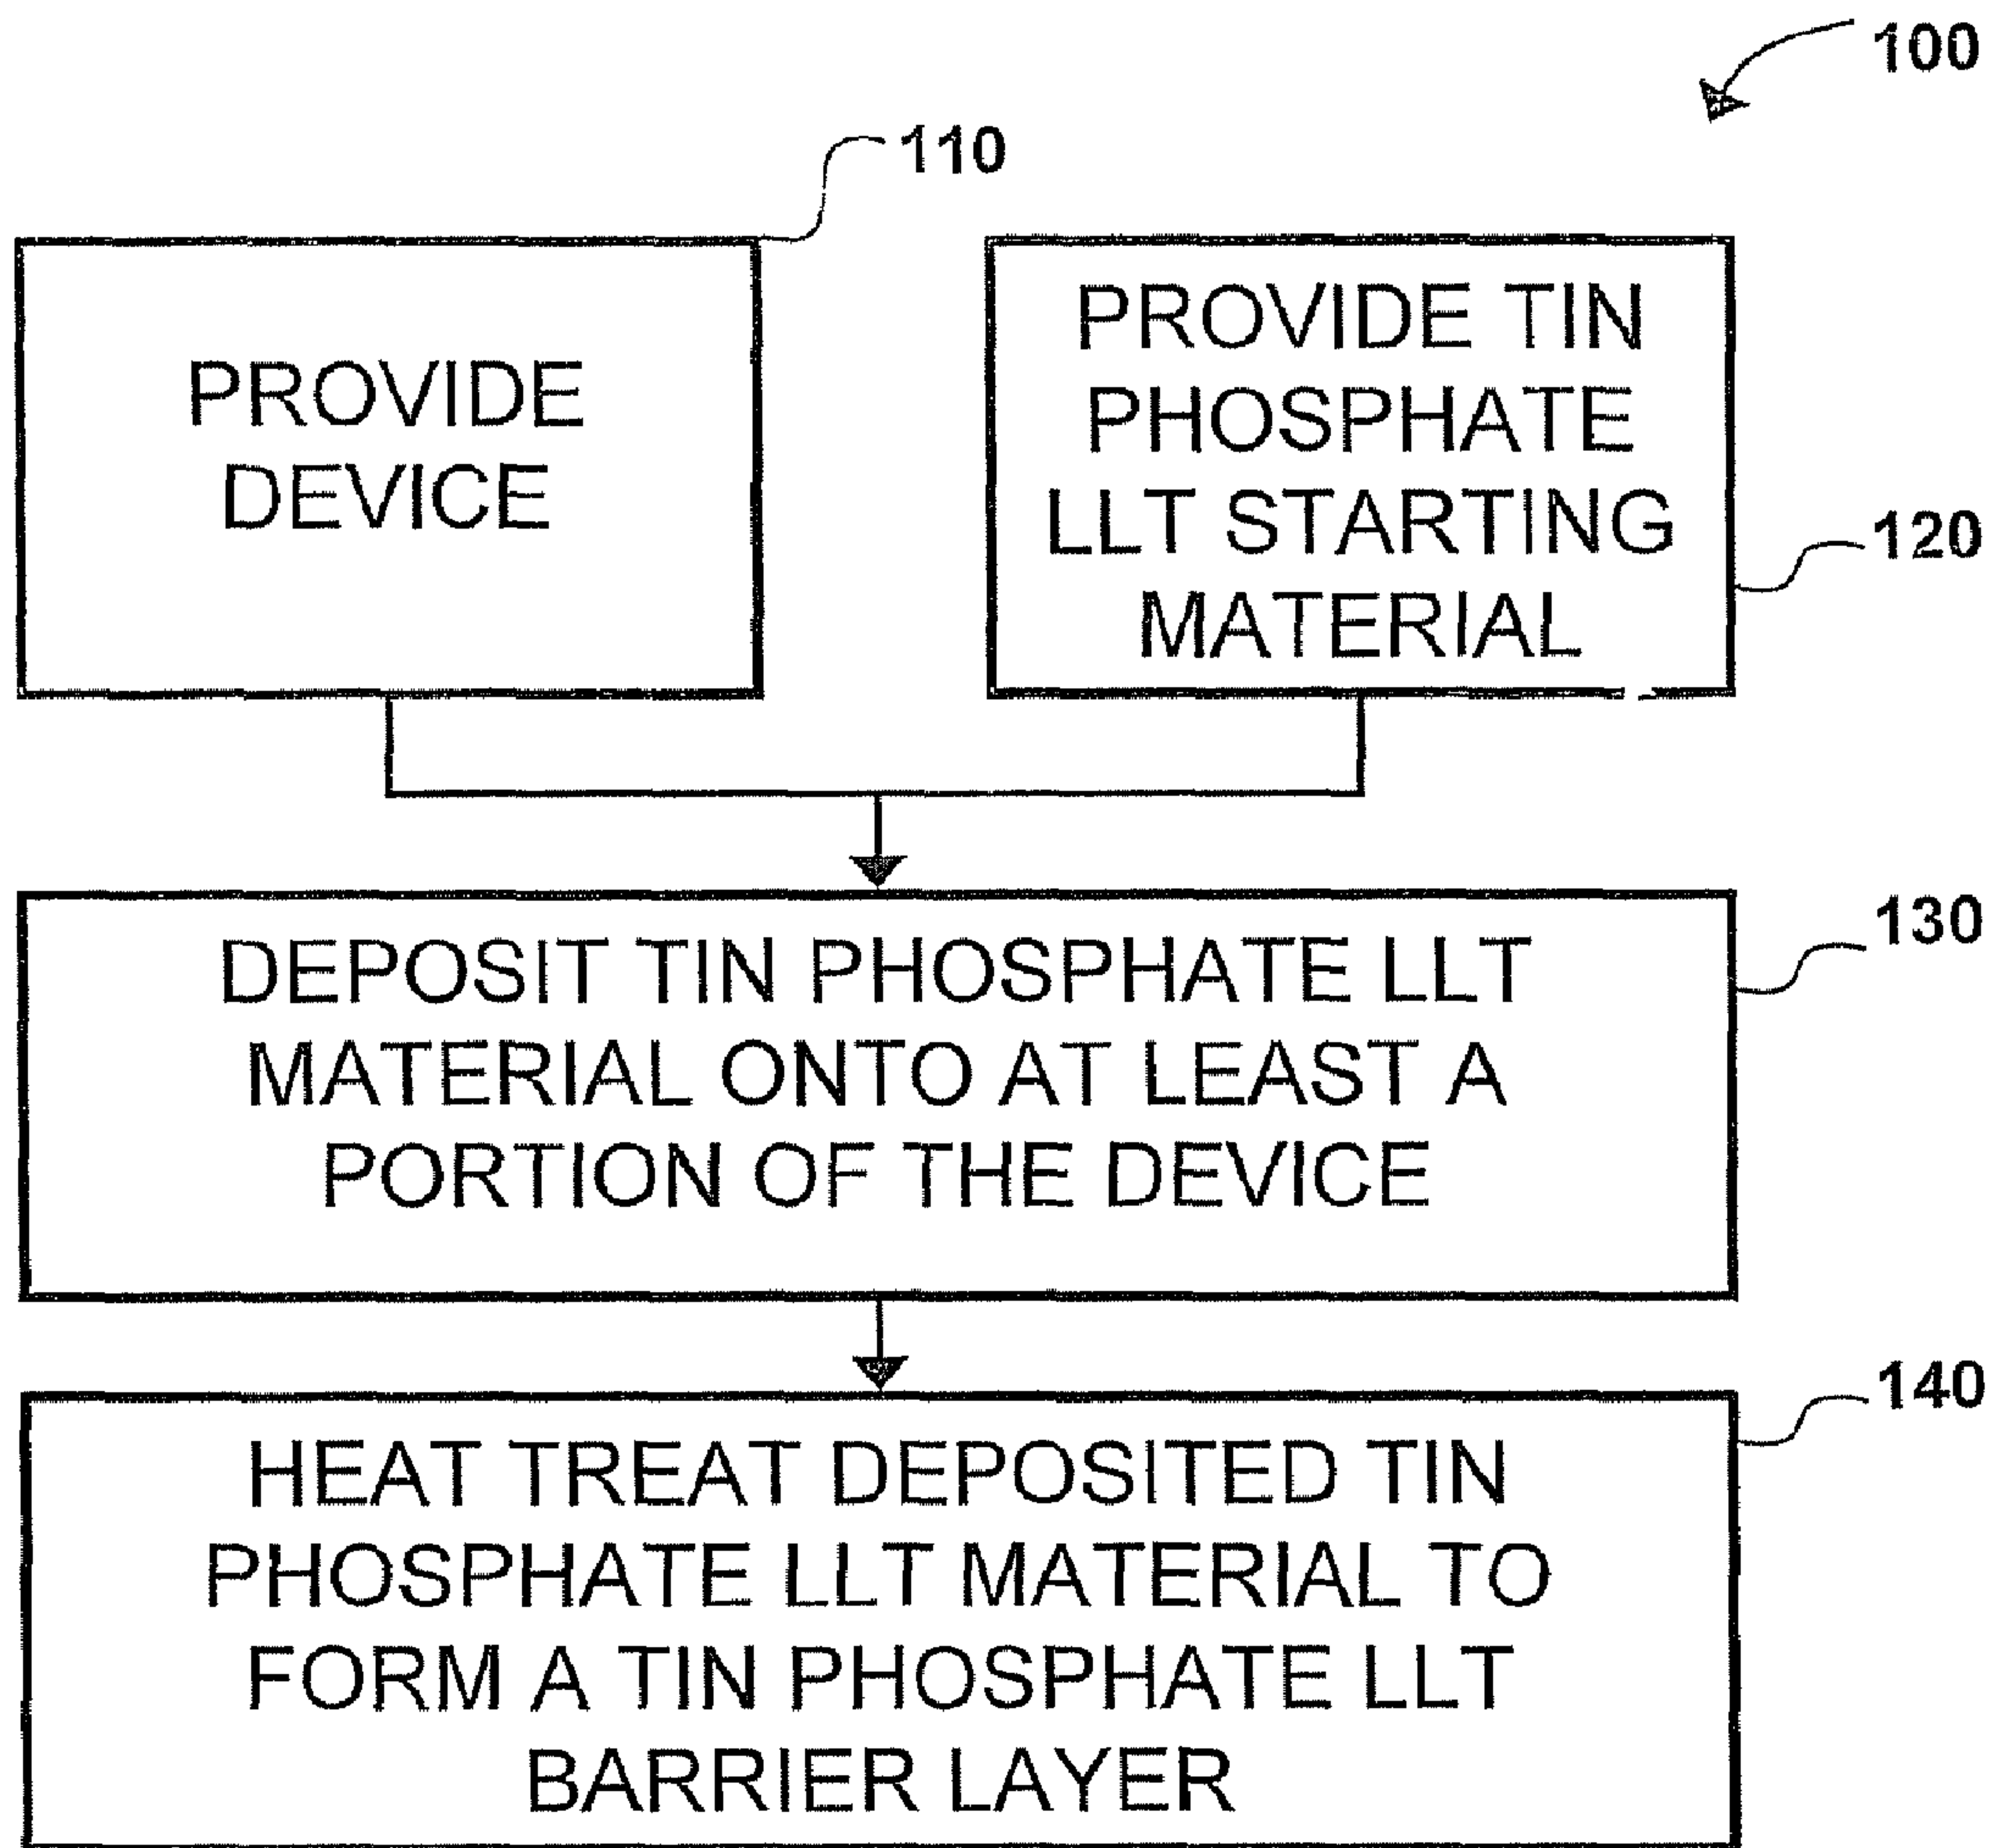 100
110
PROVIDE
DEVICE
PROVIDE TIN
PHOSPHATE
LLT STARTING
MATERIAL
120
DEPOSIT TIN PHOSPHATE LLT
MATERIAL ONTO AT LEAST A
PORTION OF THE DEVICE
130
HEAT TREAT DEPOSITED TIN
PHOSPHATE LLT MATERIAL TO
FORM A TIN PHOSPHATE LLT
BARRIER LAYER
140